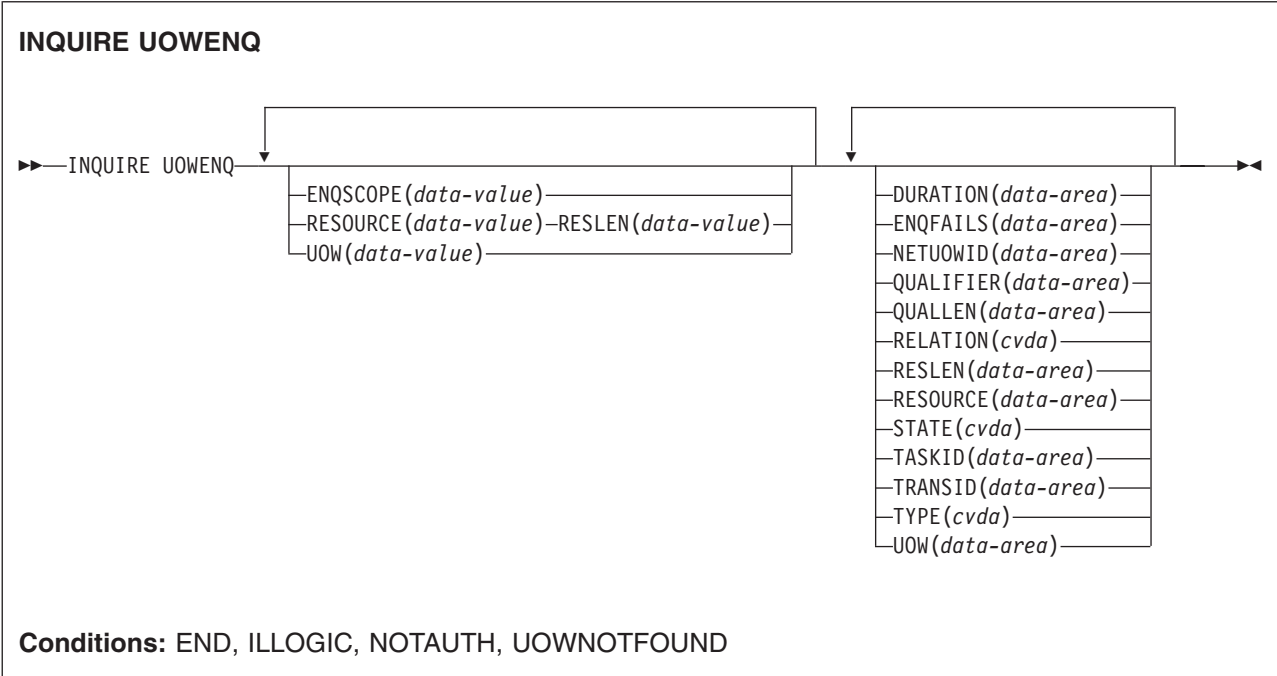 INQUIRE UOWENQ
INQUIRE UOWENQ
ENQSCOPE(data-value)
RESOURCE(data-value) RESLEN(data-value)
UOW(data-value)
DURATION(data-area)
ENQFAILS(data-area)
NETUOWID(data-area)
QUALIFIER(data-area)
QUALLEN(data-area)
RELATION(cvda)
RESLEN(data-area)
RESOURCE(data-area)
STATE(cvda)
TASKID(data-area)
TRANSID(data-area)
TYPE(cvda)
UOW(data-area)
Conditions: END, ILLOGIC, NOTAUTH, UOWNOTFOUND